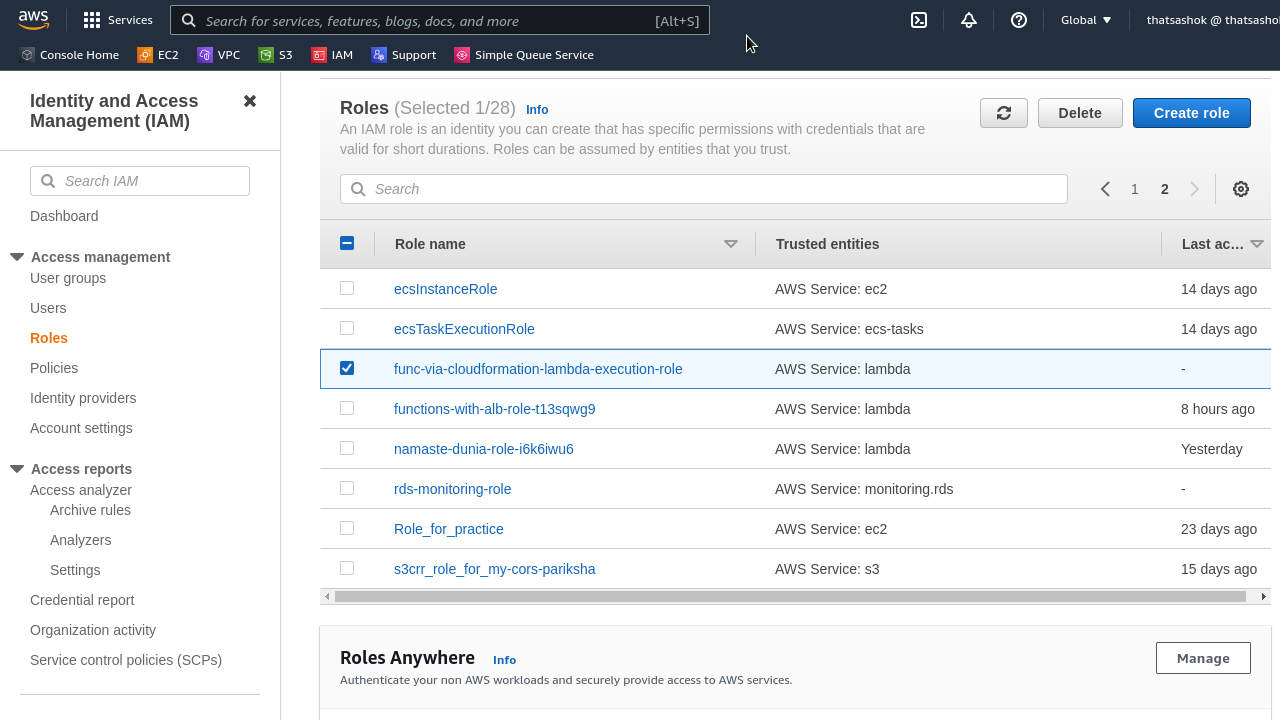 aws
Services
Search for services, features, blogs, docs, and more
[Alt+S]
Global
thatsashok @ thatsasho
Console Home
EC2
VPC
S3
IAM
Support
Simple Queue Service
Identity and Access
Management (IAM)
Search IAM
Dashboard
Access management
User groups
Users
Roles
Policies
Identity providers
Account settings
Access reports
Access analyzer
Archive rules
Analyzers
Settings
Credential report
Organization activity
Service control policies (SCPs)
Roles (Selected 1/28) Info
An IAM role is an identity you can create that has specific permissions with credentials that are
valid for short durations. Roles can be assumed by entities that you trust.
Delete
Create role
Search
1
2
Role name
Trusted entities
Last ac...
ecsInstanceRole
AWS Service: ec2
14 days ago
ecsTaskExecutionRole
AWS Service: ecs-tasks
14 days ago
func-via-cloudformation-lambda-execution-role
AWS Service: lambda
-
functions-with-alb-role-t13sqwg9
AWS Service: lambda
8 hours ago
namaste-dunia-role-i6k6iwu6
AWS Service: lambda
Yesterday
rds-monitoring-role
AWS Service: monitoring.rds
-
Role_for_practice
AWS Service: ec2
23 days ago
s3crr_role_for_my-cors-pariksha
AWS Service: s3
15 days ago
Roles Anywhere Info
Authenticate your non AWS workloads and securely provide access to AWS services.
Manage